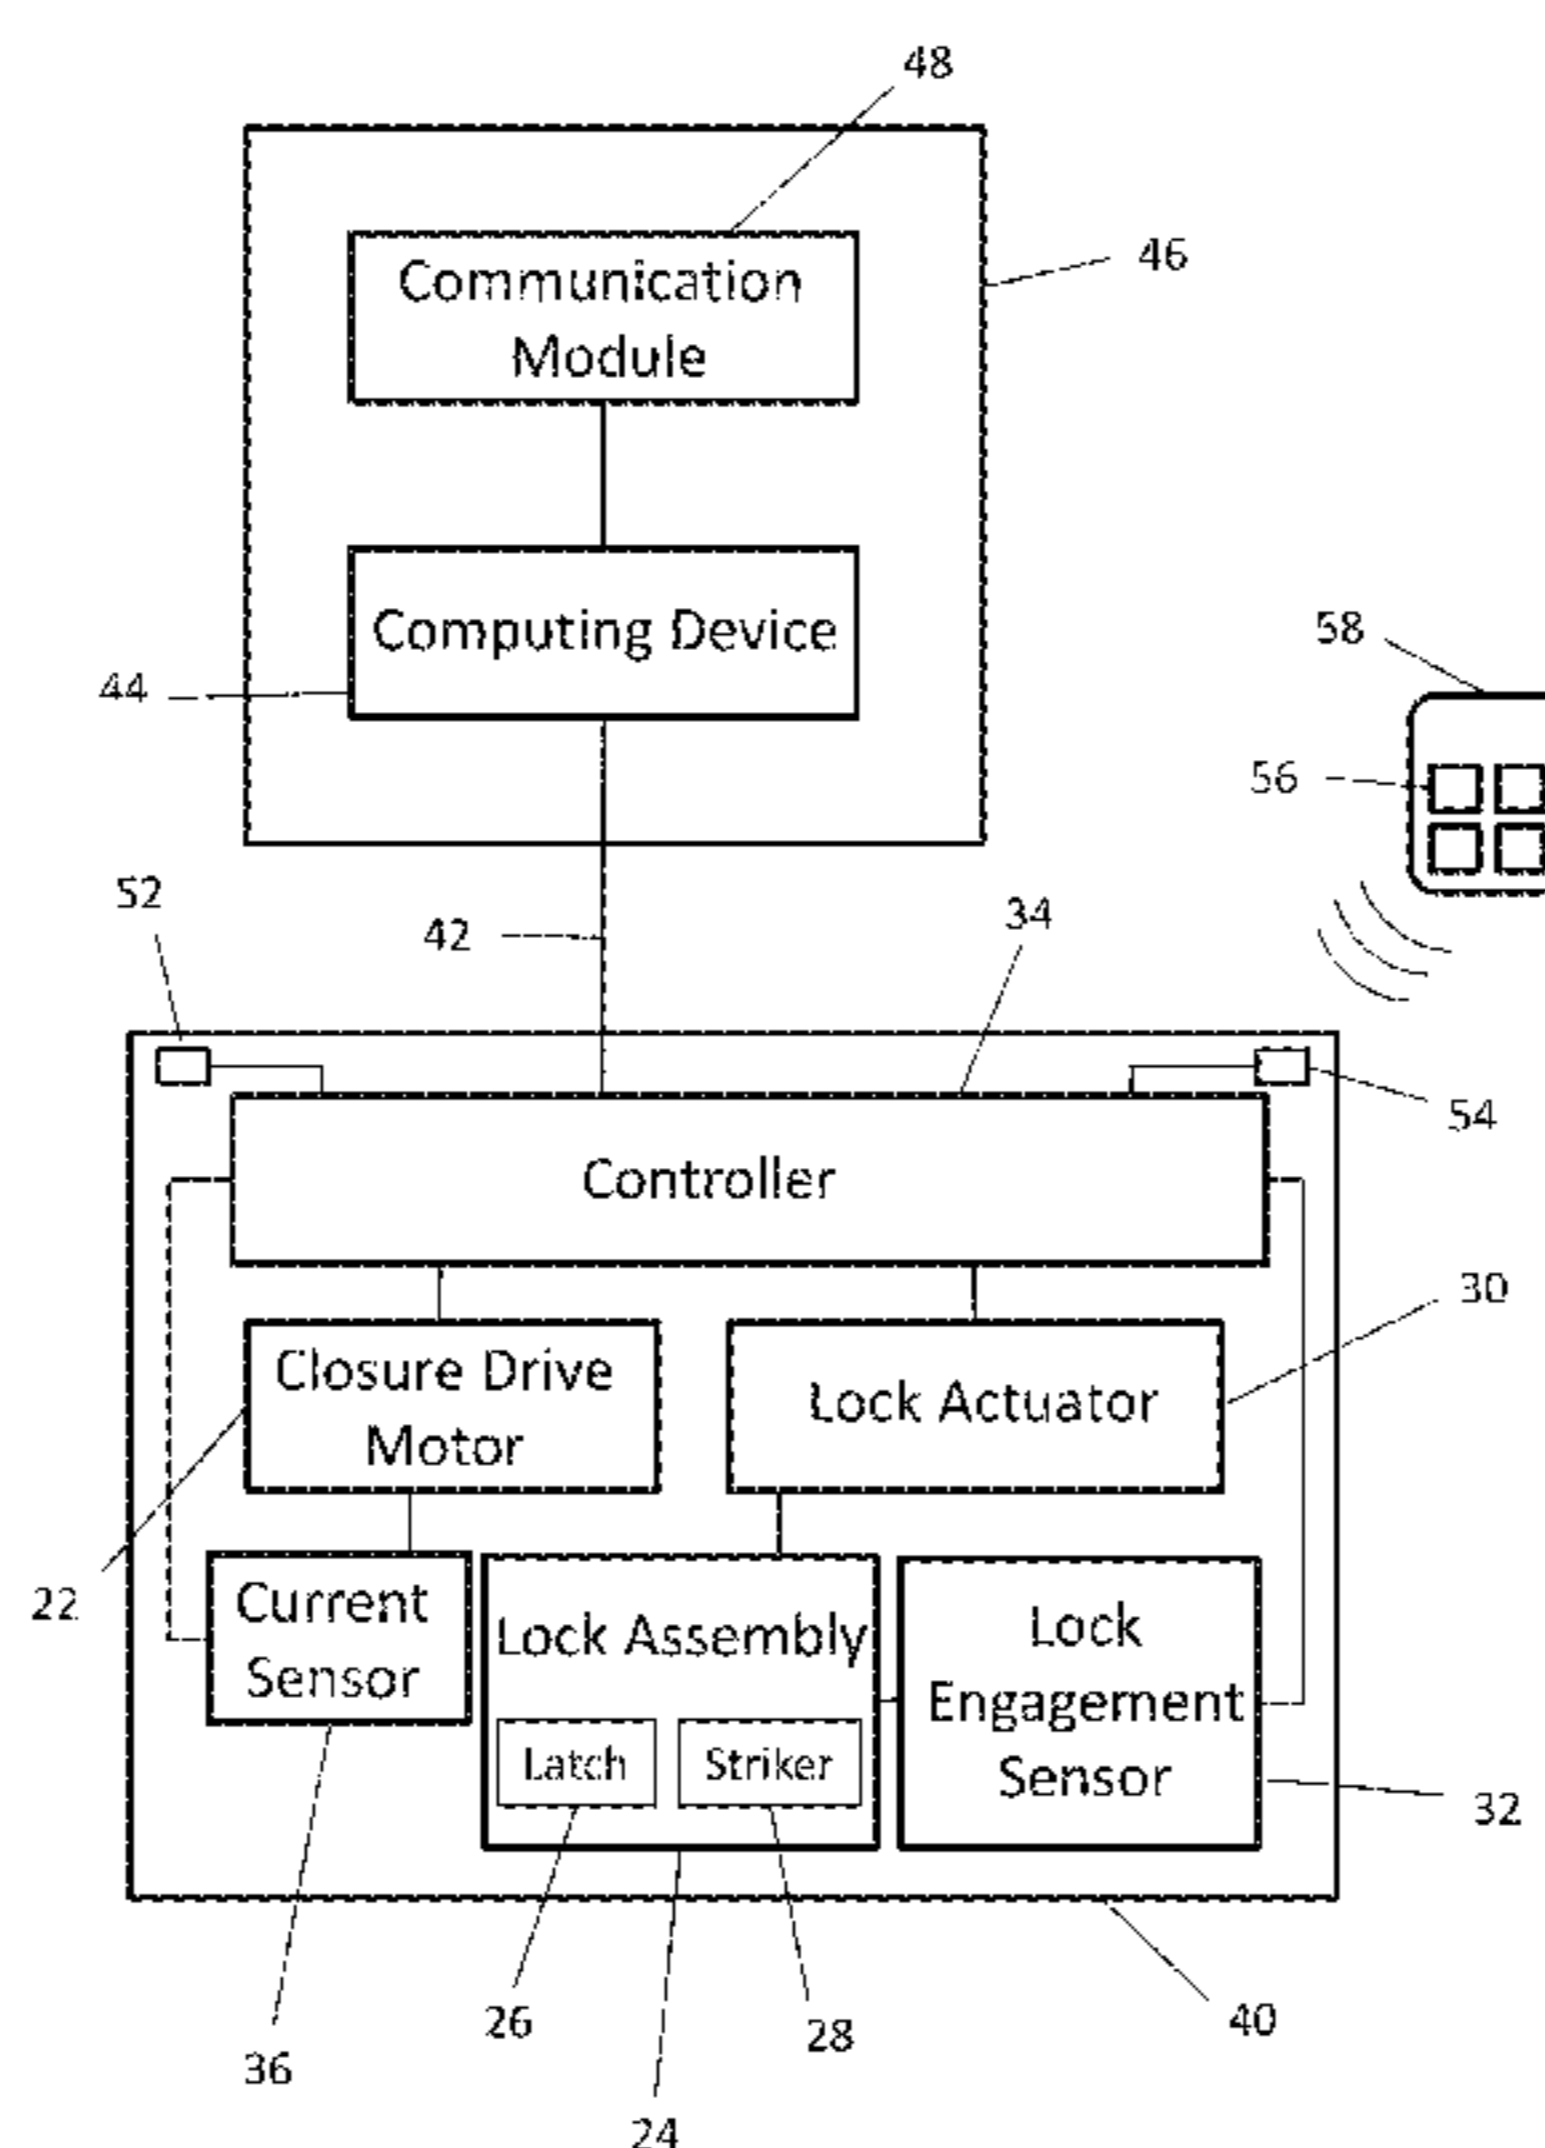 48
46
Communication
Module
Computing Device
44
58
56
52
42
34
54
Controller
30
Closure Drive
Motor
Lock Actuator
22
Current
Sensor
Lock Assembly
Lock
Engagement
Sensor
Latch
Striker
32
26
28
40
36
24